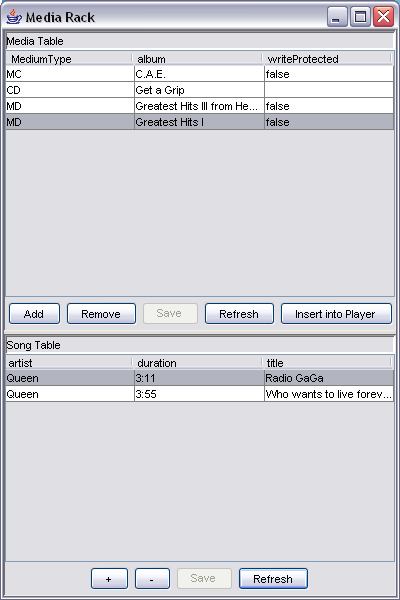 Media Rack
Media Table
MediumType album writeProtected
MC C.A.E. false
CD Get a Grip
MD Greatest Hits III from He... false
MD Greatest Hits I false
Add Remove Save Refresh Insert into Player
Song Table
artist duration title
Queen 3:11 Radio GaGa
Queen 3:55 Who wants to live forev...
+ - Save Refresh